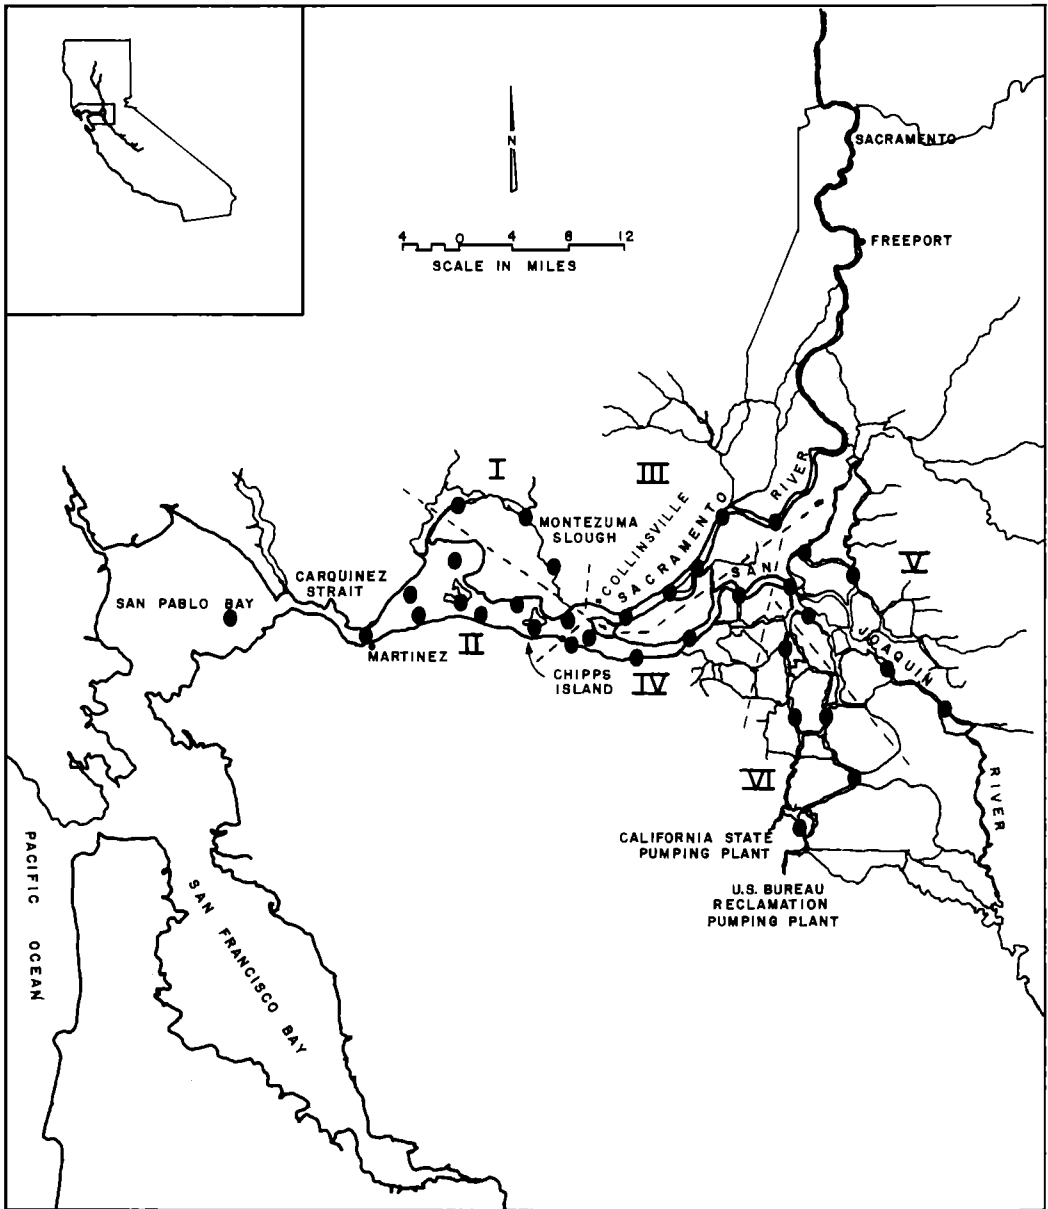 SACRAMENTO
N
FREEPORT
4 0 4 8 12
SCALE IN MILES
I
III
RIVER
COLLINSVILLE
SACRAMENTO
MONTEZUMA
SLOUGH
V
CARQUINEZ
STRAIT
SAN
SAN PABLO BAY
JOAQUIN
MARTINEZ
II
CHIPPS
ISLAND
IV
VI
RIVER
CALIFORNIA STATE
PUMPING PLANT
U.S. BUREAU
RECLAMATION
PUMPING PLANT
PACIFIC OCEAN
SAN FRANCISCO BAY